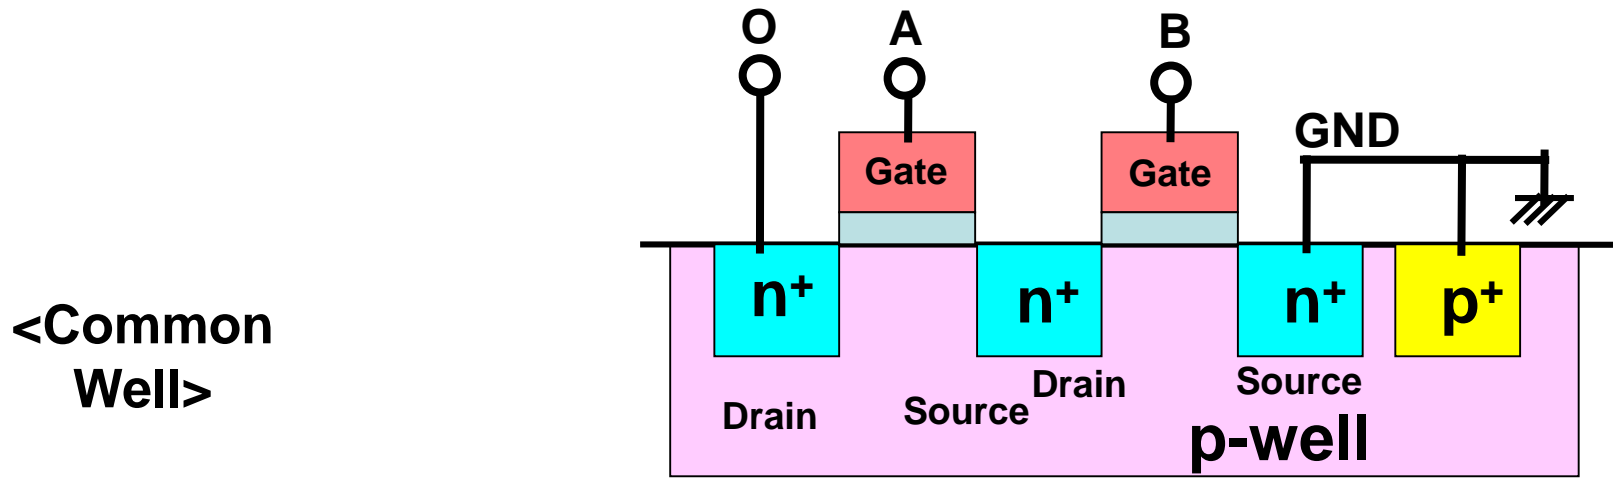 O
A
B
GND
Gate
Gate
n+
n+
n+
p+
<Common
Well>
Drain
Source
Drain
Source
p-well